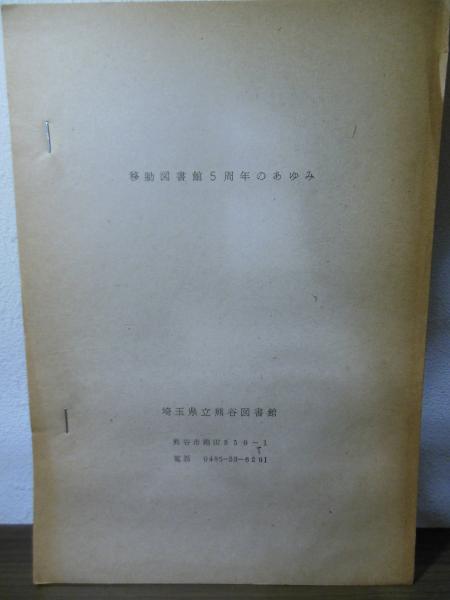 移動図書館5周年のあゆみ
埼玉県立熊谷図書館
熊谷市箱田850-1
電話 0485-23-6291